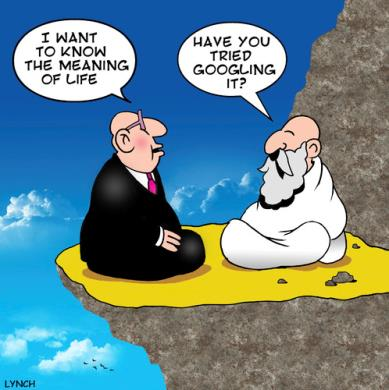 I WANT
TO KNOW
THE MEANING
OF LIFE
HAVE YOU
TRIED
GOOGLING
IT?
LYNCH